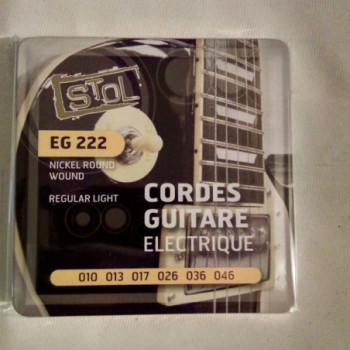 STOL
EG 222
NICKEL ROUND
WOUND
REGULAR LIGHT
CORDES
GUITARE
ELECTRIQUE
010 013 017 026 036 046